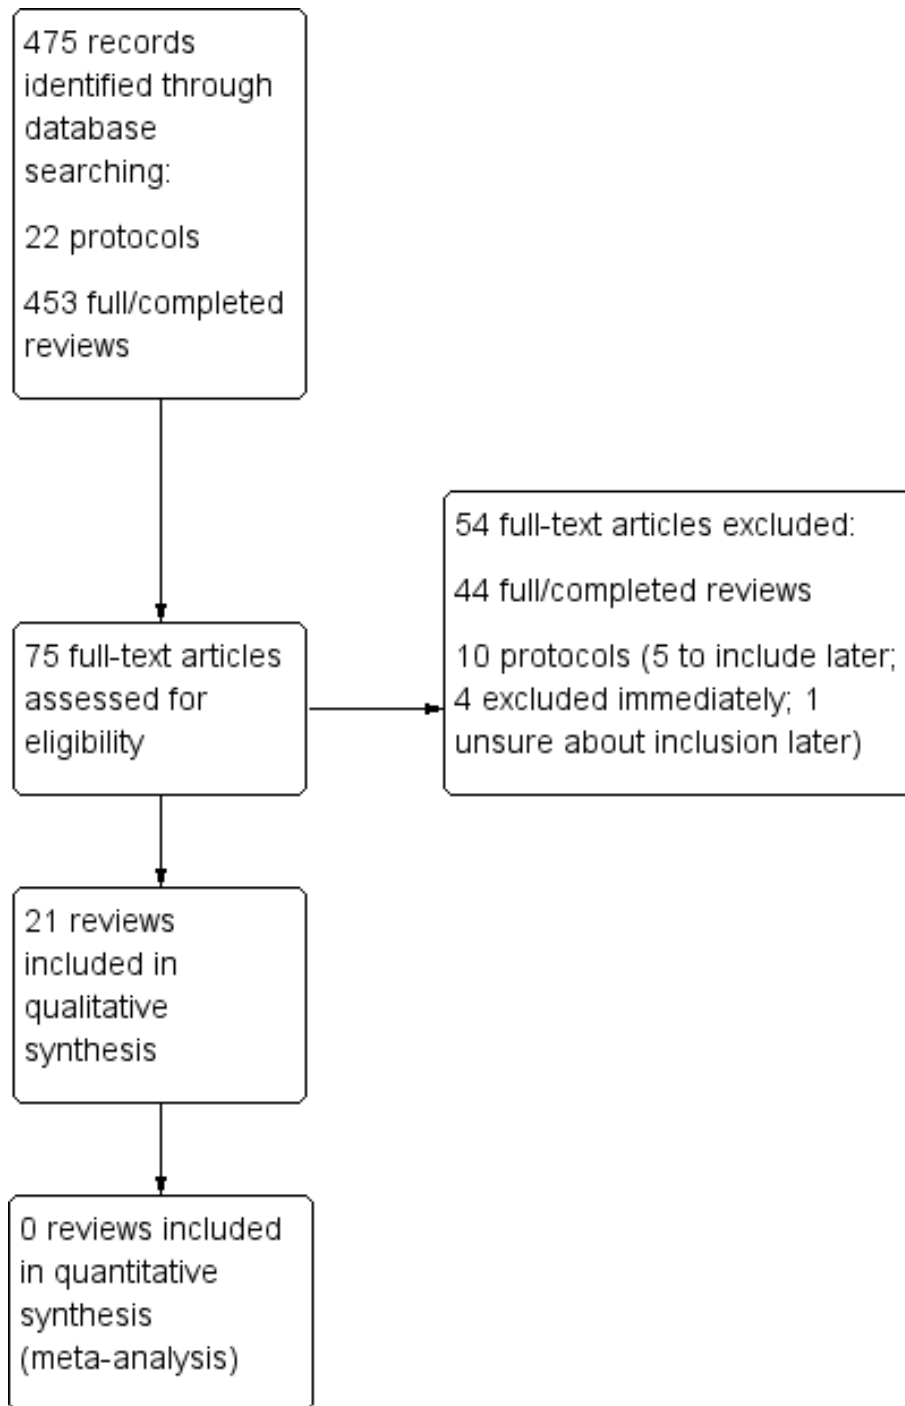 475 records
identified through
database
searching:
22 protocols
453 full/completed
reviews
54 full-text articles excluded:
44 full/completed reviews
10 protocols (5 to include later;
4 excluded immediately; 1
unsure about inclusion later)
75 full-text articles
assessed for
eligibility
21 reviews
included in
qualitative
synthesis
0 reviews included
in quantitative
synthesis
(meta-analysis)